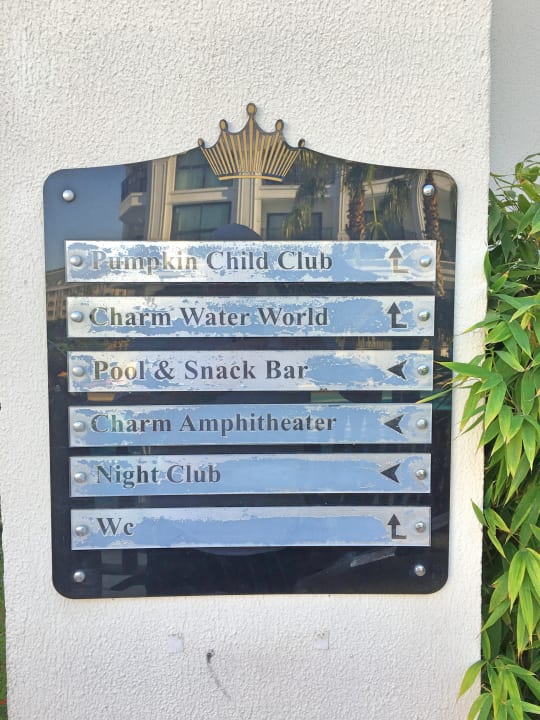 Pumpkin Child Club
Charm Water World
Pool & Snack Bar
Charm Amphitheater
Night Club
Wc